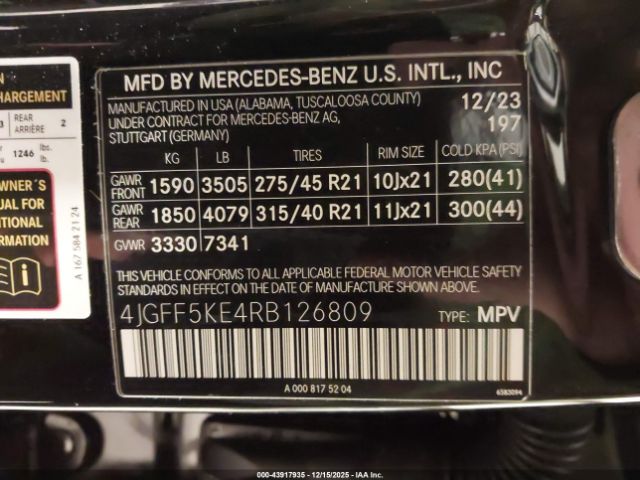 N
HARGEMENT
3 REAR ARRIÈRE 2
r u 1246 lbs. lb.
WNER´S
UAL FOR
ITIONAL
RMATION
A 167 584 21 24
MFD BY MERCEDES-BENZ U.S. INTL., INC
MANUFACTURED IN USA (ALABAMA, TUSCALOOSA COUNTY) 12/23
UNDER CONTRACT FOR MERCEDES-BENZ AG, 197
STUTTGART (GERMANY)
KG LB TIRES RIM SIZE COLD KPA (PSI)
GAWR FRONT 1590 3505 275/45 R21 10Jx21 280(41)
GAWR REAR 1850 4079 315/40 R21 11Jx21 300(44)
GVWR 3330 7341
THIS VEHICLE CONFORMS TO ALL APPLICABLE FEDERAL MOTOR VEHICLE SAFETY
STANDARDS IN EFFECT ON THE DATE OF MANUFACTURE SHOWN ABOVE.
4JGFF5KE4RB126809 TYPE: MPV
A 000 817 52 04
6583094
000-43917935 - 12/15/2025 - IAA Inc.